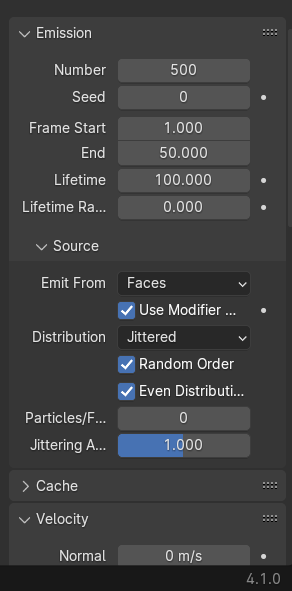 Emission
Number 500
Seed 0
Frame Start 1.000
End 50.000
Lifetime 100.000
Lifetime Ra... 0.000
Source
Emit From Faces
Use Modifier ...
Distribution Jittered
Random Order
Even Distributi...
Particles/F... 0
Jittering A... 1.000
Cache
Velocity
Normal 0 m/s
4.1.0